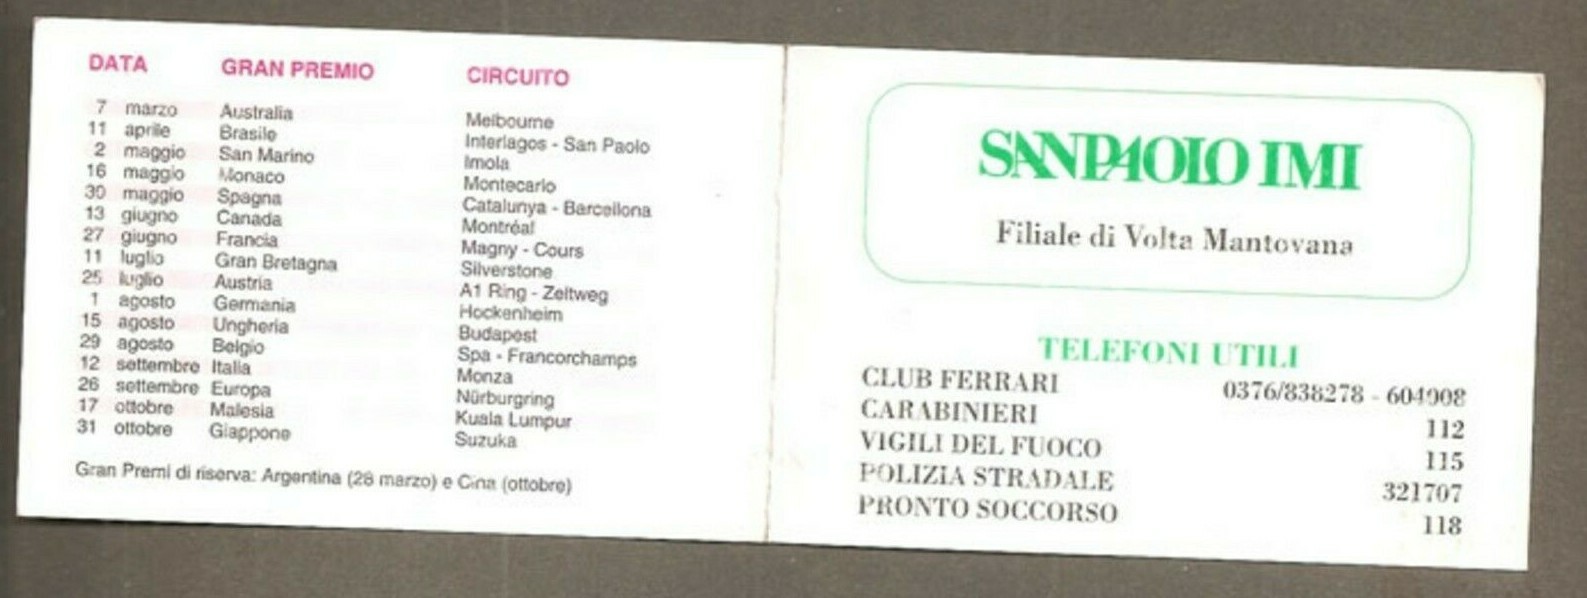 DATA GRAN PREMIO CIRCUITO
7 marzo Australia Melbourne
11 aprile Brasile Interlagos - San Paolo
2 maggio San Marino Imola
16 maggio Monaco Montecarlo
30 maggio Spagna Catalunya - Barcellona
13 giugno Canada Montréal
27 giugno Francia Magny - Cours
11 luglio Gran Bretagna Silverstone
25 luglio Austria A1 Ring - Zeltweg
1 agosto Germania Hockenheim
15 agosto Ungheria Budapest
29 agosto Belgio Spa - Francorchamps
12 settembre Italia Monza
26 settembre Europa Nürburgring
17 ottobre Malesia Kuala Lumpur
31 ottobre Giappone Suzuka
Gran Premi di riserva: Argentina (28 marzo) e Cina (ottobre)
SANPAOLO IMI
Filiale di Volta Mantovana
TELEFONI UTILI
CLUB FERRARI 0376/838278 - 604908
CARABINIERI 112
VIGILI DEL FUOCO 115
POLIZIA STRADALE 321707
PRONTO SOCCORSO 118